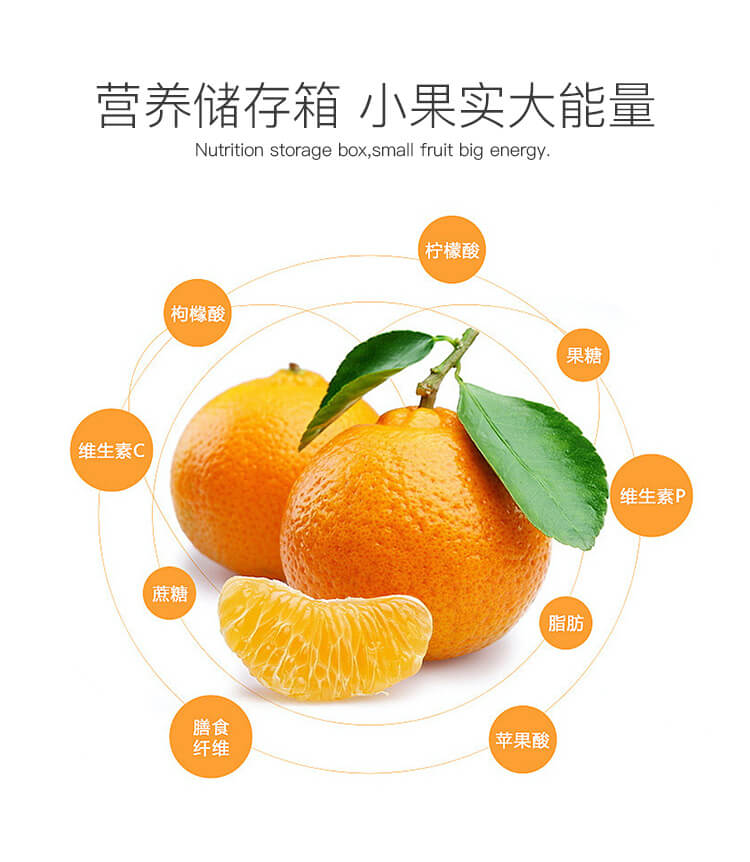 营养储存箱 小果实大能量
Nutrition storage box,small fruit big energy.
柠檬酸
枸橼酸
果糖
维生素C
维生素P
蔗糖
脂肪
膳食
纤维
苹果酸